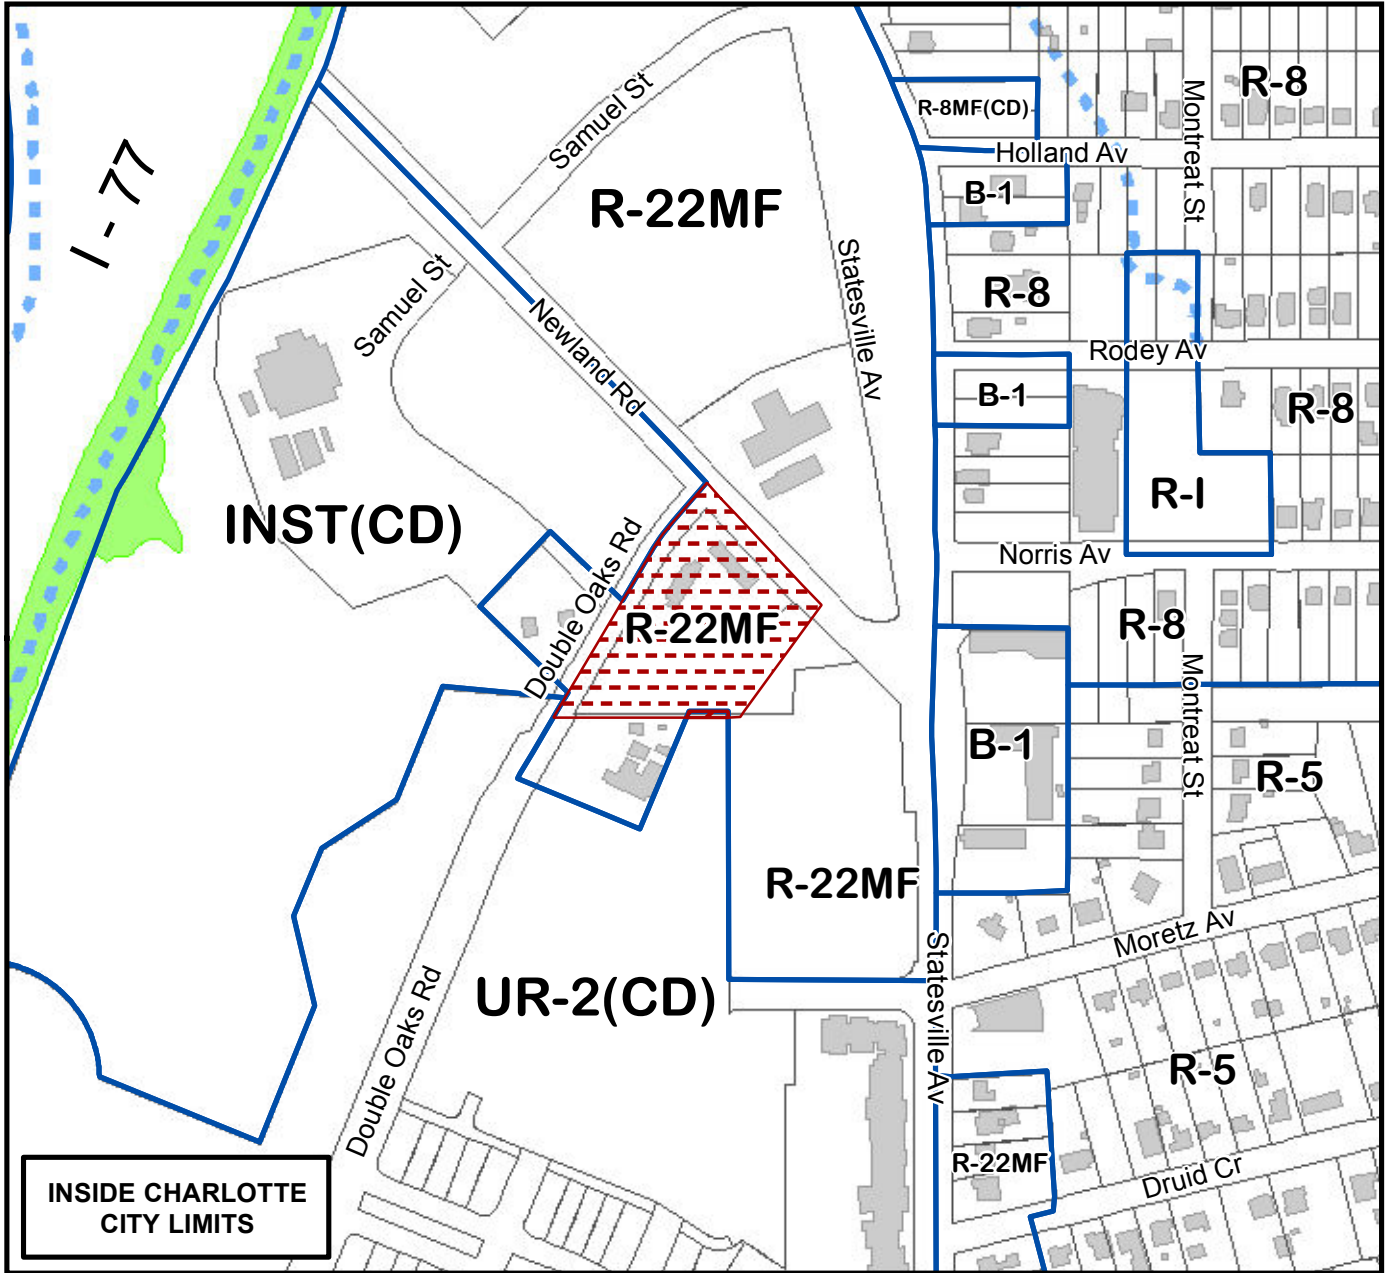 R-8
R-8MF(CD)
Montreat St
Samuel St
Holland Av
I - 77
B-1
R-22MF
Samuel St
Statesville Av
R-8
Newland Rd
Rodey Av
B-1
R-8
R-I
INST(CD)
Norris Av
Double Oaks Rd
R-22MF
R-8
Montreat St
B-1
R-5
R-22MF
Moretz Av
UR-2(CD)
Statesville Av
Double Oaks Rd
R-5
R-22MF
Druid Cr
INSIDE CHARLOTTE
CITY LIMITS